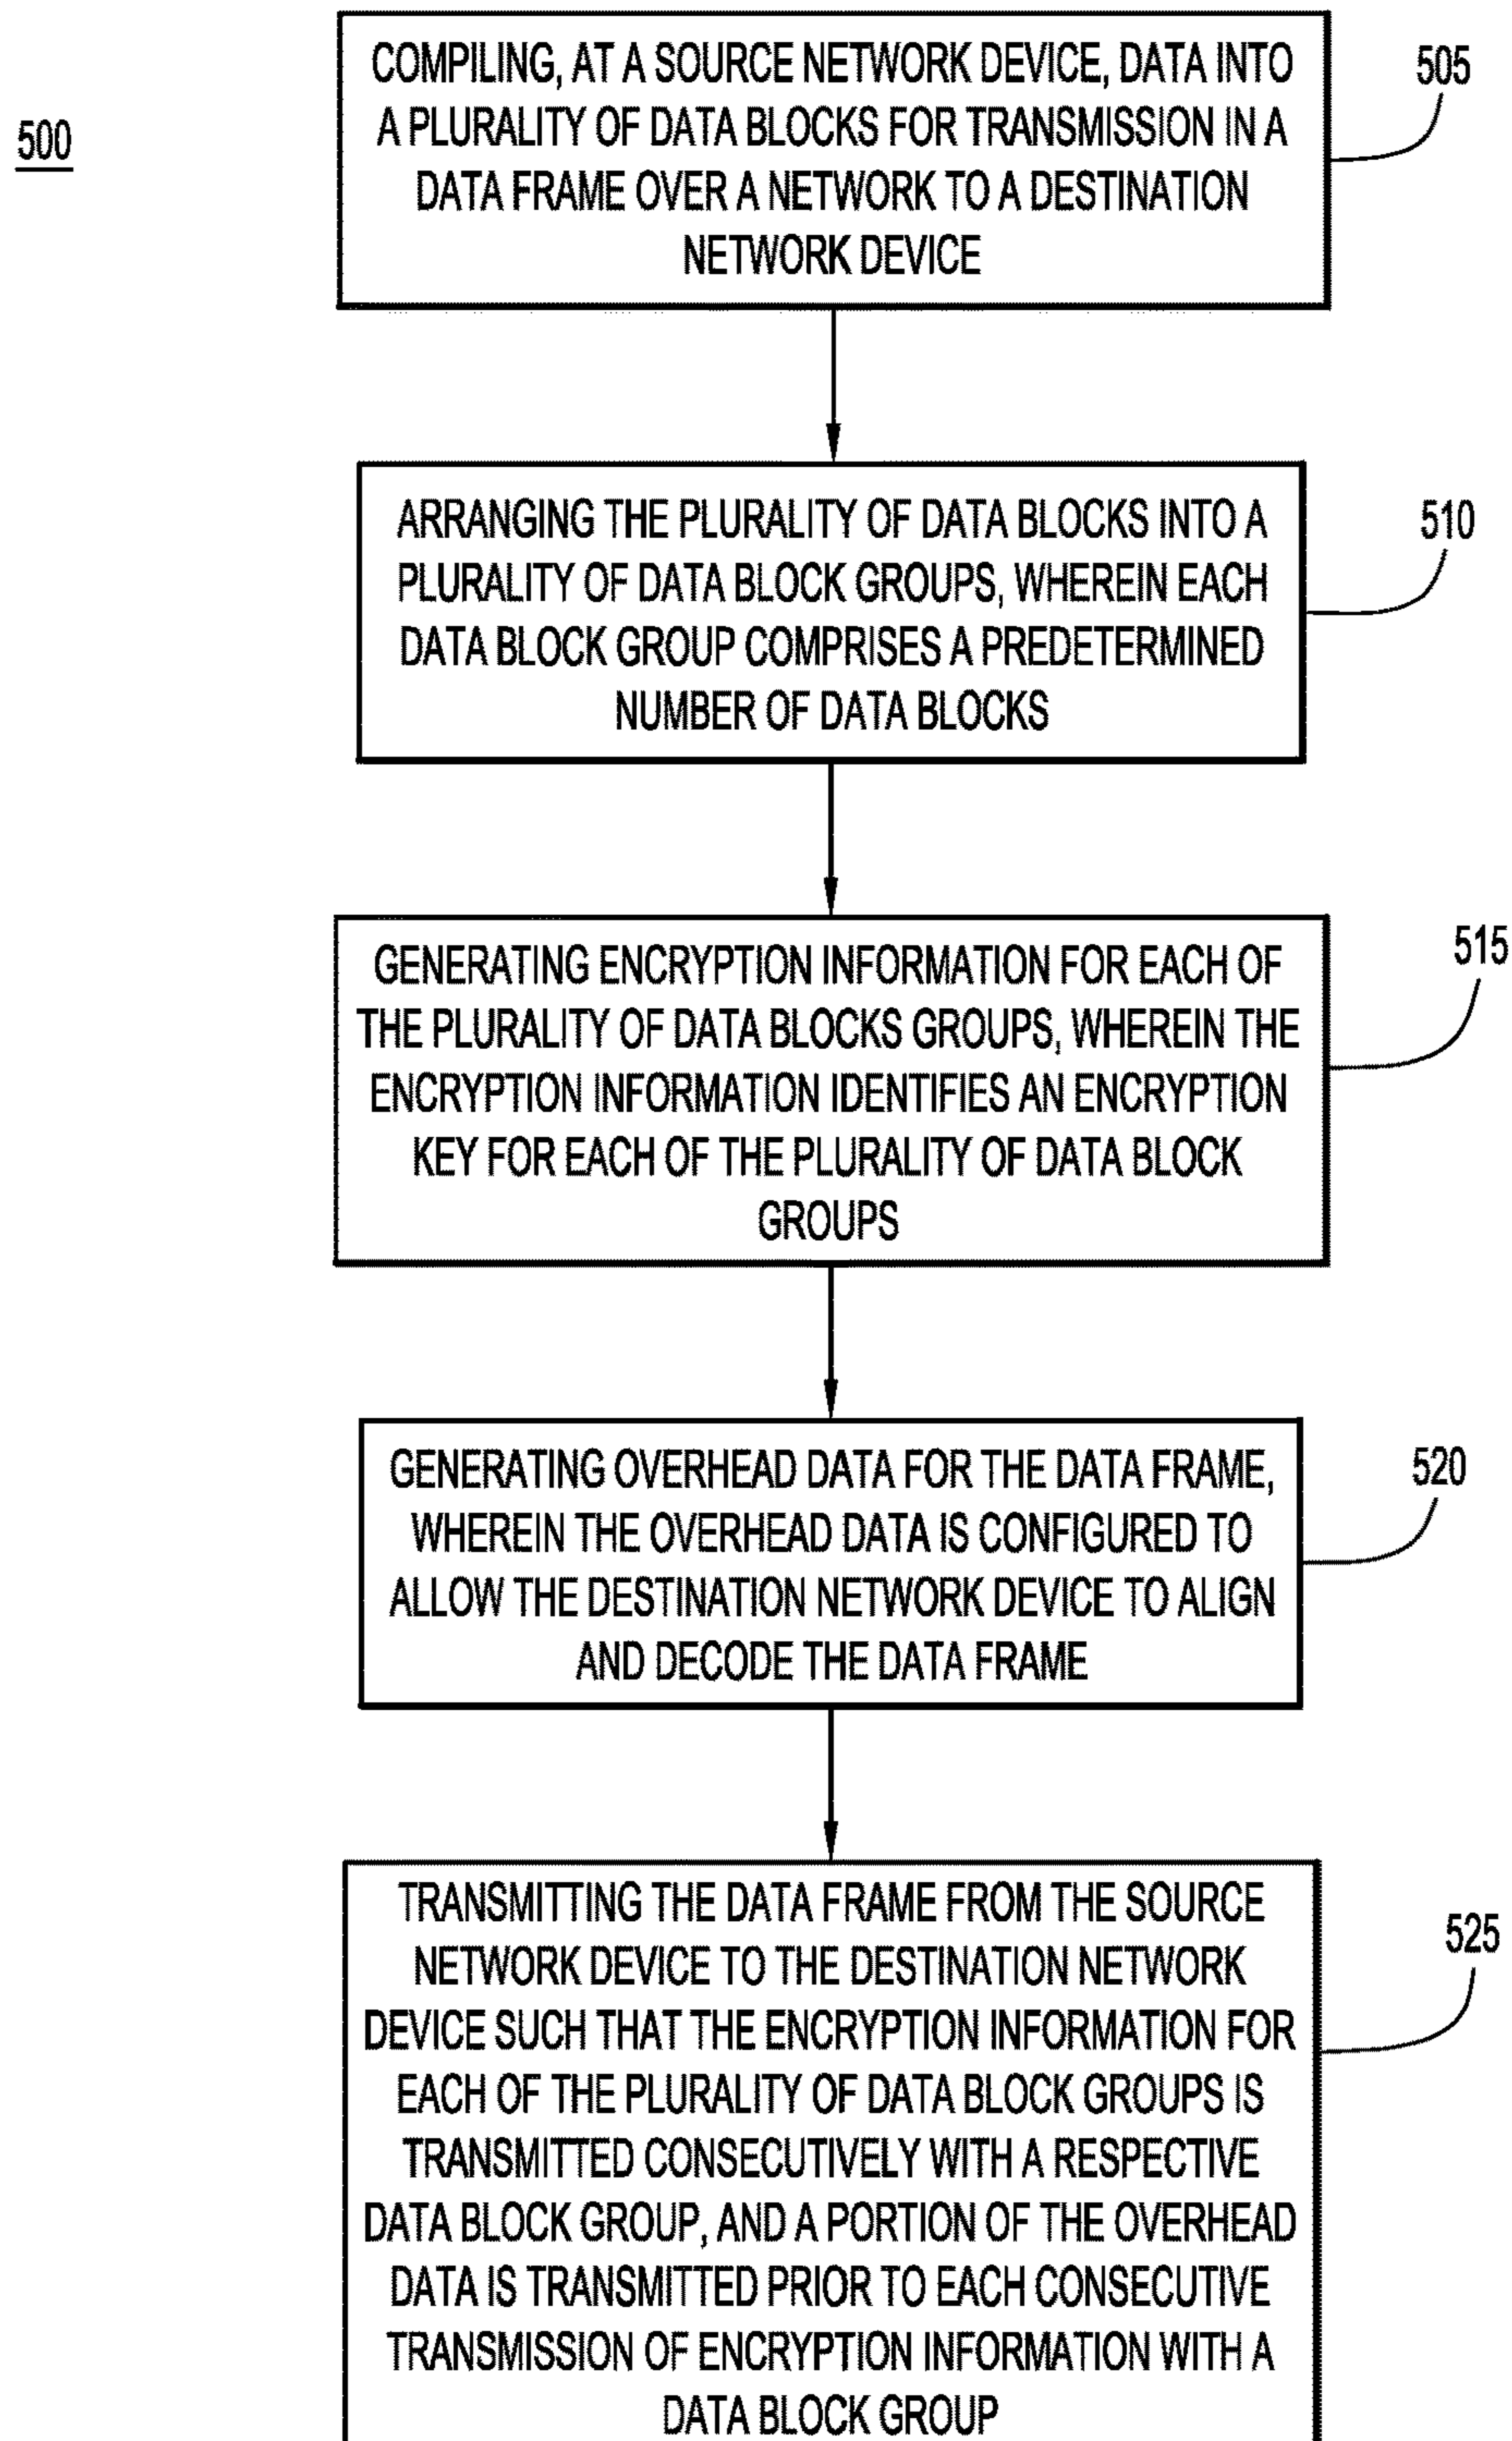 500
COMPILING, AT A SOURCE NETWORK DEVICE, DATA INTO
A PLURALITY OF DATA BLOCKS FOR TRANSMISSION IN A
DATA FRAME OVER A NETWORK TO A DESTINATION
NETWORK DEVICE
505
ARRANGING THE PLURALITY OF DATA BLOCKS INTO A
PLURALITY OF DATA BLOCK GROUPS, WHEREIN EACH
DATA BLOCK GROUP COMPRISES A PREDETERMINED
NUMBER OF DATA BLOCKS
510
GENERATING ENCRYPTION INFORMATION FOR EACH OF
THE PLURALITY OF DATA BLOCKS GROUPS, WHEREIN THE
ENCRYPTION INFORMATION IDENTIFIES AN ENCRYPTION
KEY FOR EACH OF THE PLURALITY OF DATA BLOCK
GROUPS
515
GENERATING OVERHEAD DATA FOR THE DATA FRAME,
WHEREIN THE OVERHEAD DATA IS CONFIGURED TO
ALLOW THE DESTINATION NETWORK DEVICE TO ALIGN
AND DECODE THE DATA FRAME
520
TRANSMITTING THE DATA FRAME FROM THE SOURCE
NETWORK DEVICE TO THE DESTINATION NETWORK
DEVICE SUCH THAT THE ENCRYPTION INFORMATION FOR
EACH OF THE PLURALITY OF DATA BLOCK GROUPS IS
TRANSMITTED CONSECUTIVELY WITH A RESPECTIVE
DATA BLOCK GROUP, AND A PORTION OF THE OVERHEAD
DATA IS TRANSMITTED PRIOR TO EACH CONSECUTIVE
TRANSMISSION OF ENCRYPTION INFORMATION WITH A
DATA BLOCK GROUP
525